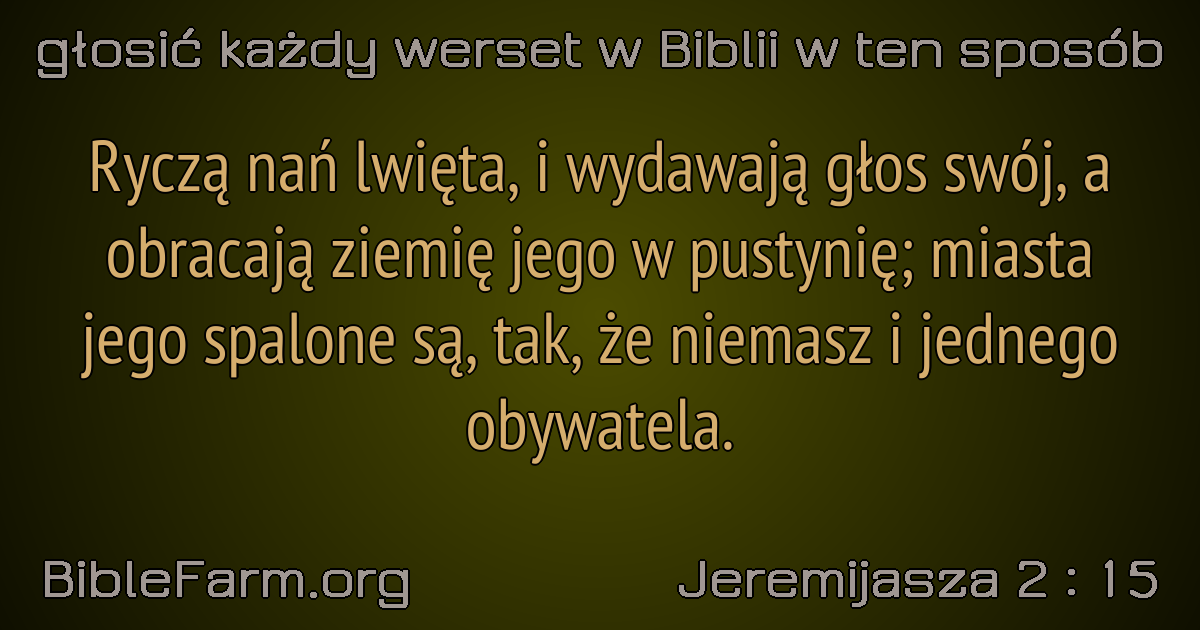 głosić każdy werset w Biblii w ten sposób
Ryczą nań lwięta, i wydawają głos swój, a
obracają ziemię jego w pustynię; miasta
jego spalone są, tak, że niemasz i jednego
obywatela.
BibleFarm.org
Jeremijasza 2 : 15